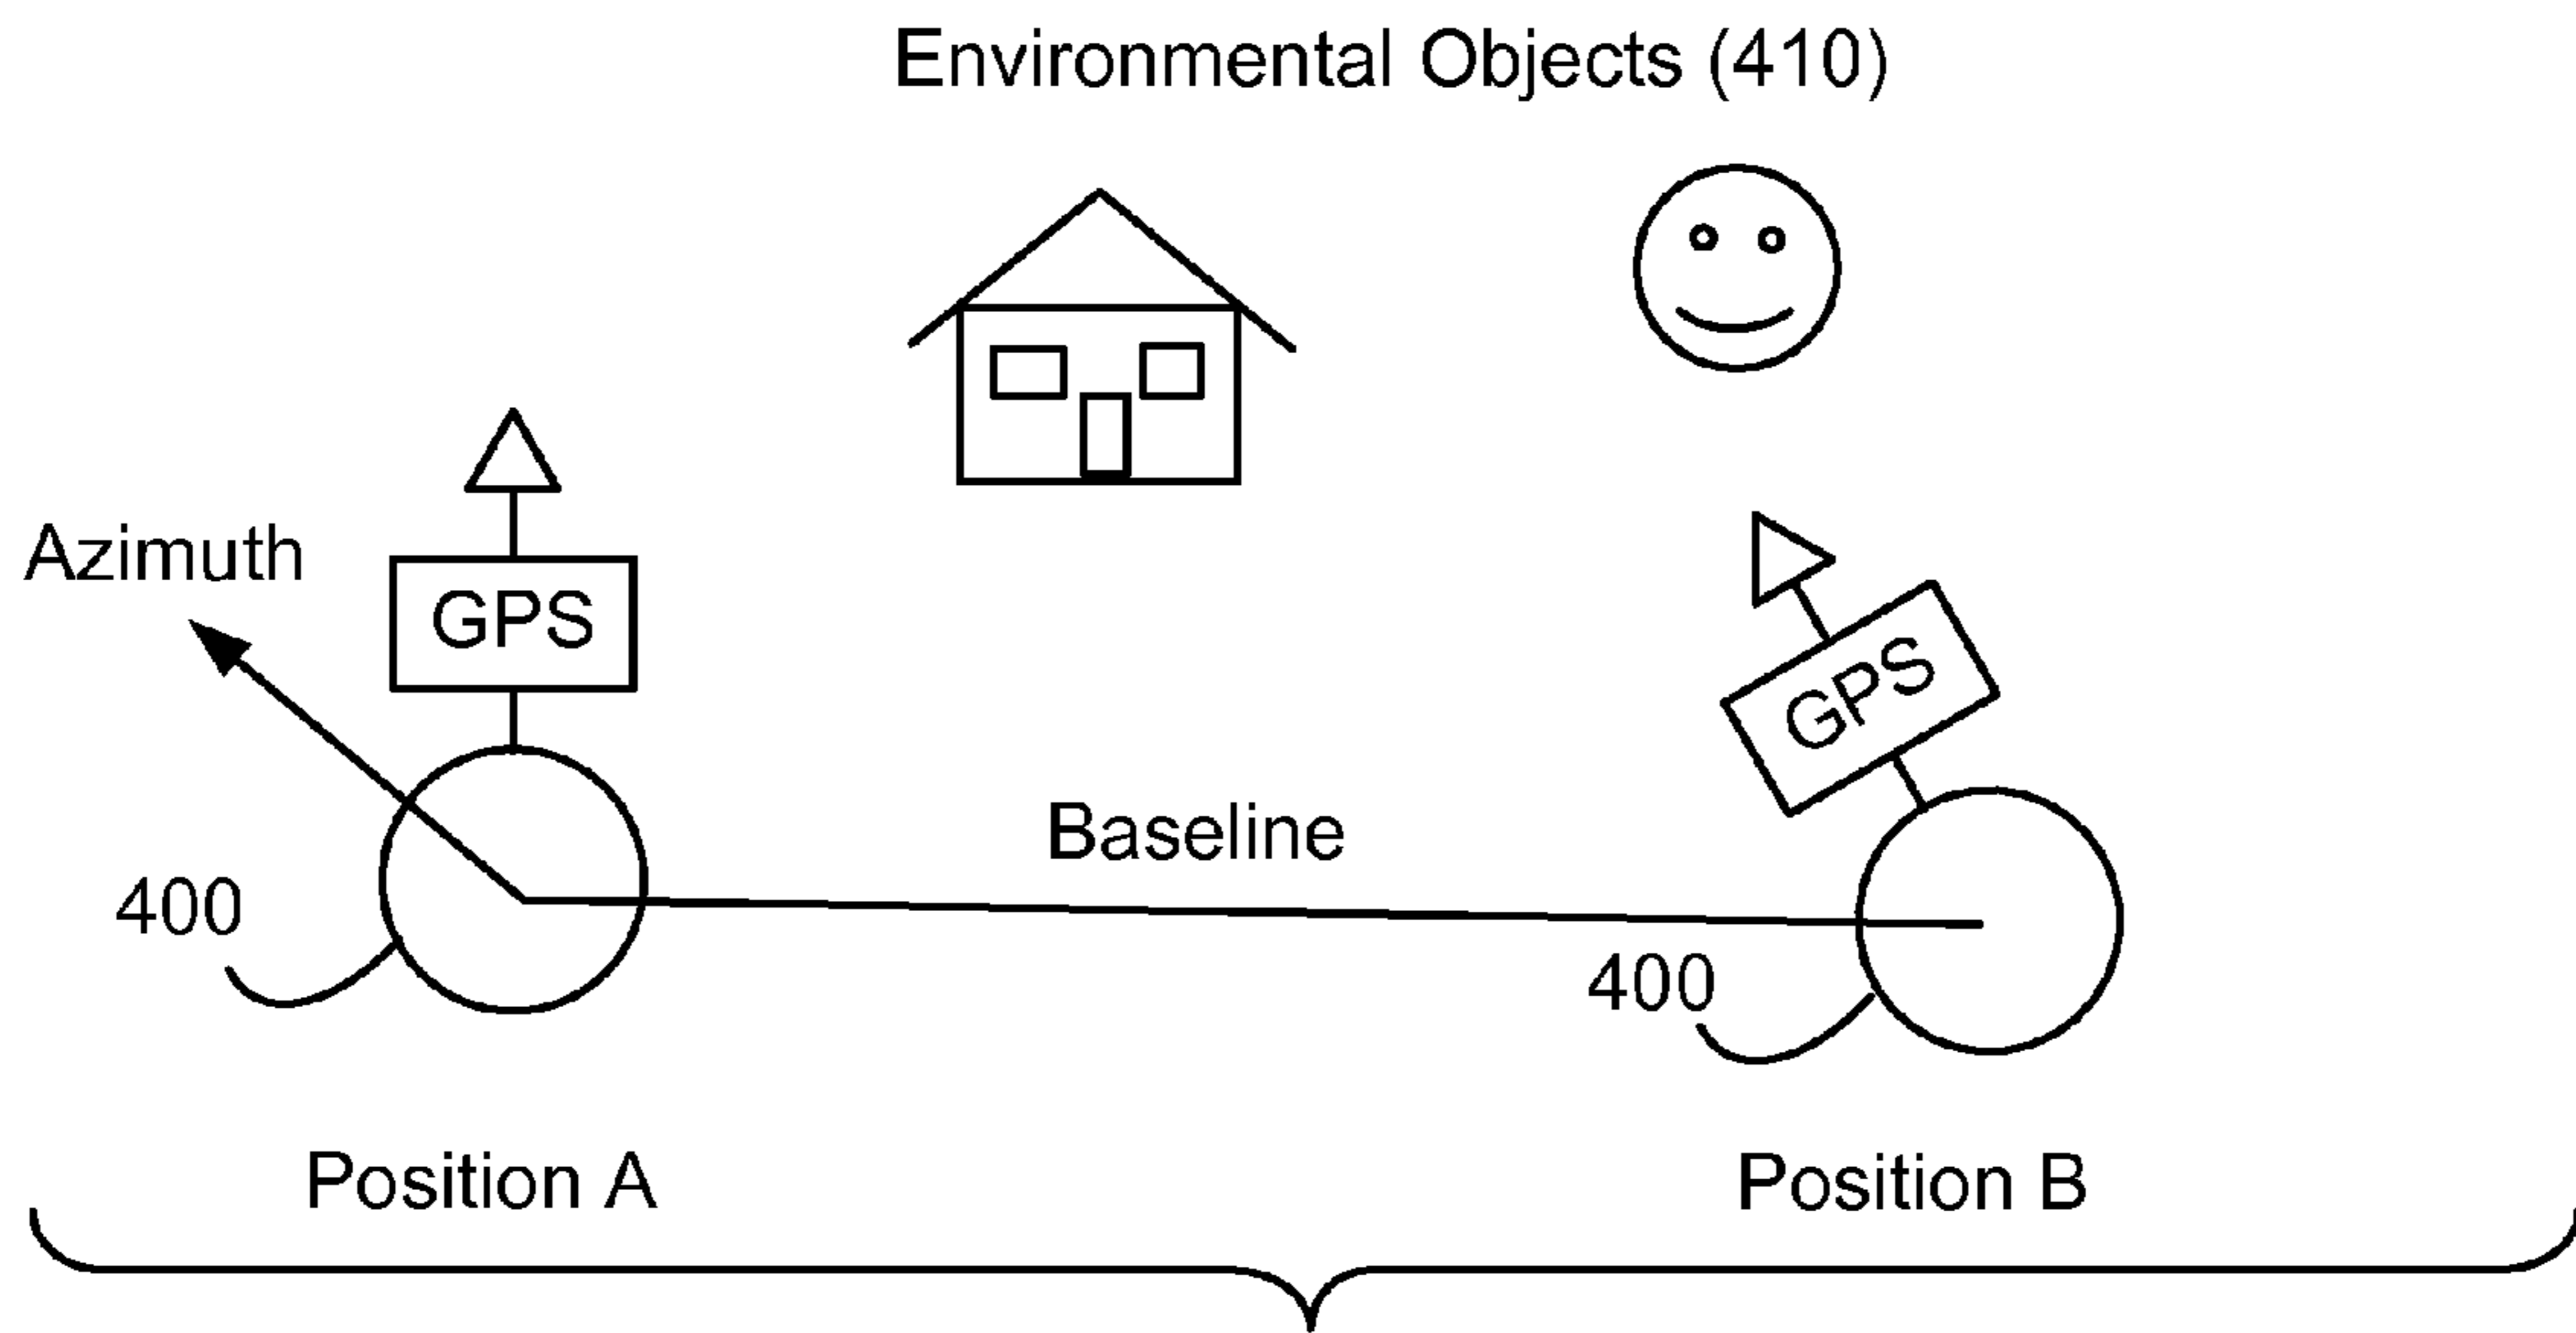 Environmental Objects (410)
Azimuth
GPS
GPS
Baseline
400
400
Position A
Position B